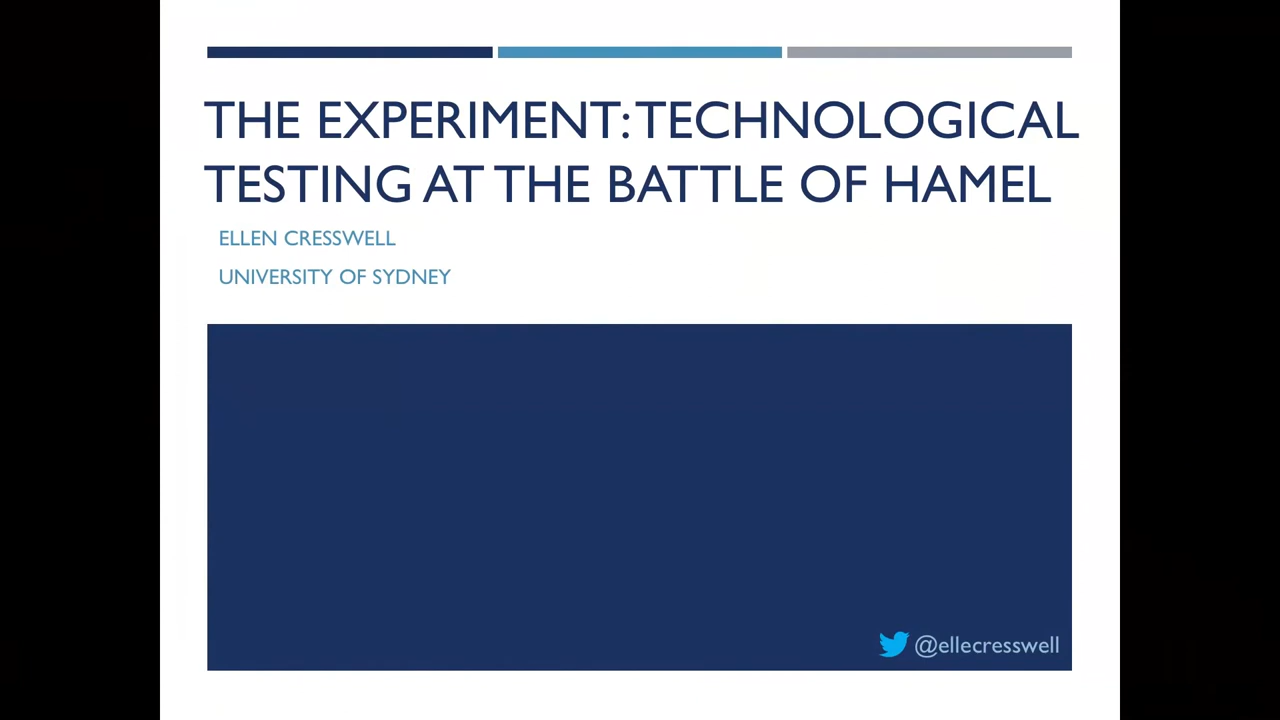 THE EXPERIMENT: TECHNOLOGICAL
TESTING AT THE BATTLE OF HAMEL
ELLEN CRESSWELL
UNIVERSITY OF SYDNEY
@ellecresswell